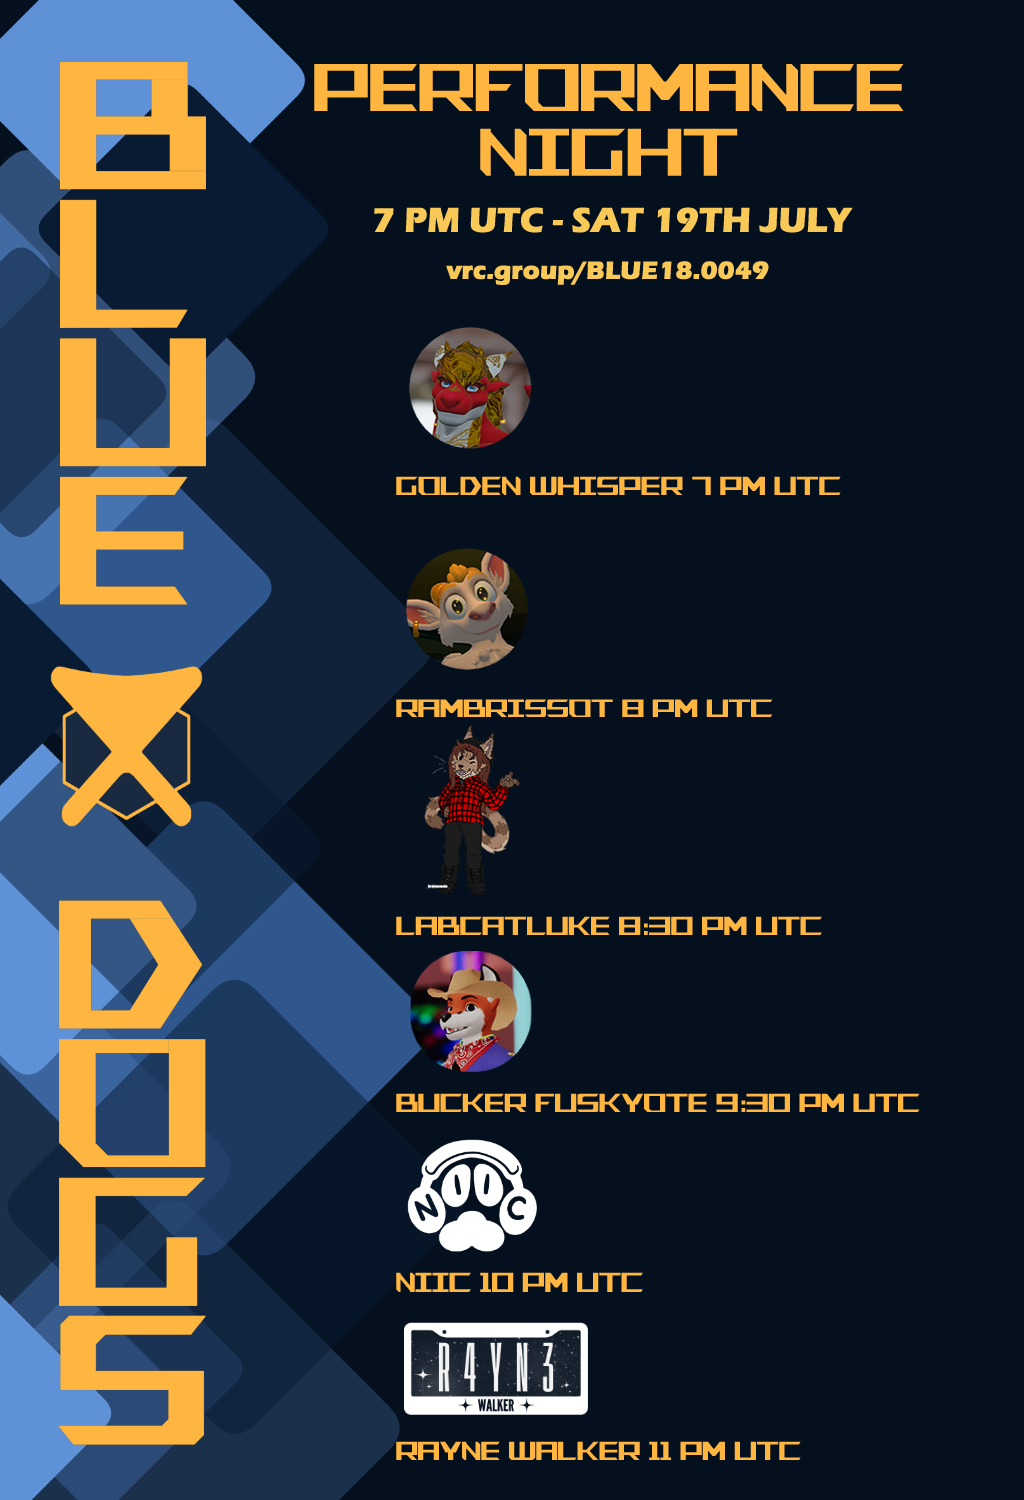 BLUE
DOGS
PERFORMANCE
NIGHT
7 PM UTC - SAT 19TH JULY
vrc.group/BLUE18.0049
GOLDEN WHISPER 7 PM UTC
RAMBRISSOT 8 PM UTC
LABCATLUKE 8:30 PM UTC
BUCKER FUSKYOTE 9:30 PM UTC
NIIC
NIIC 10 PM UTC
R4YN3
WALKER
RAYNE WALKER 11 PM UTC